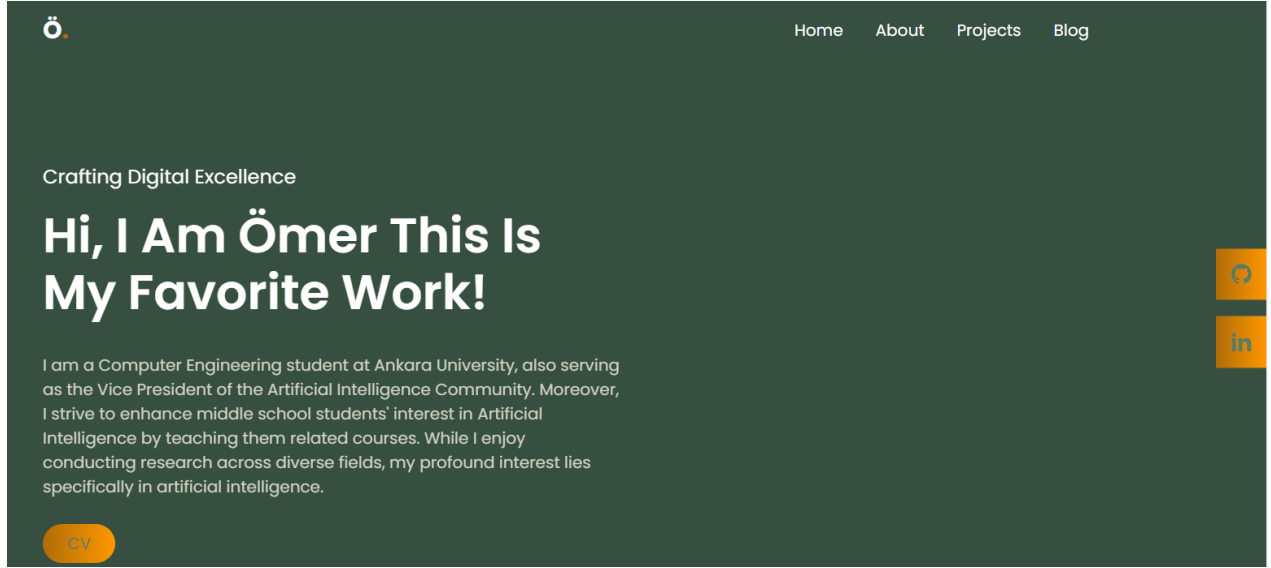 Ö.
Home About Projects Blog
Crafting Digital Excellence
Hi, I Am Ömer This Is
My Favorite Work!
I am a Computer Engineering student at Ankara University, also serving
as the Vice President of the Artificial Intelligence Community. Moreover,
I strive to enhance middle school students' interest in Artificial
Intelligence by teaching them related courses. While I enjoy
conducting research across diverse fields, my profound interest lies
specifically in artificial intelligence.
in
CV